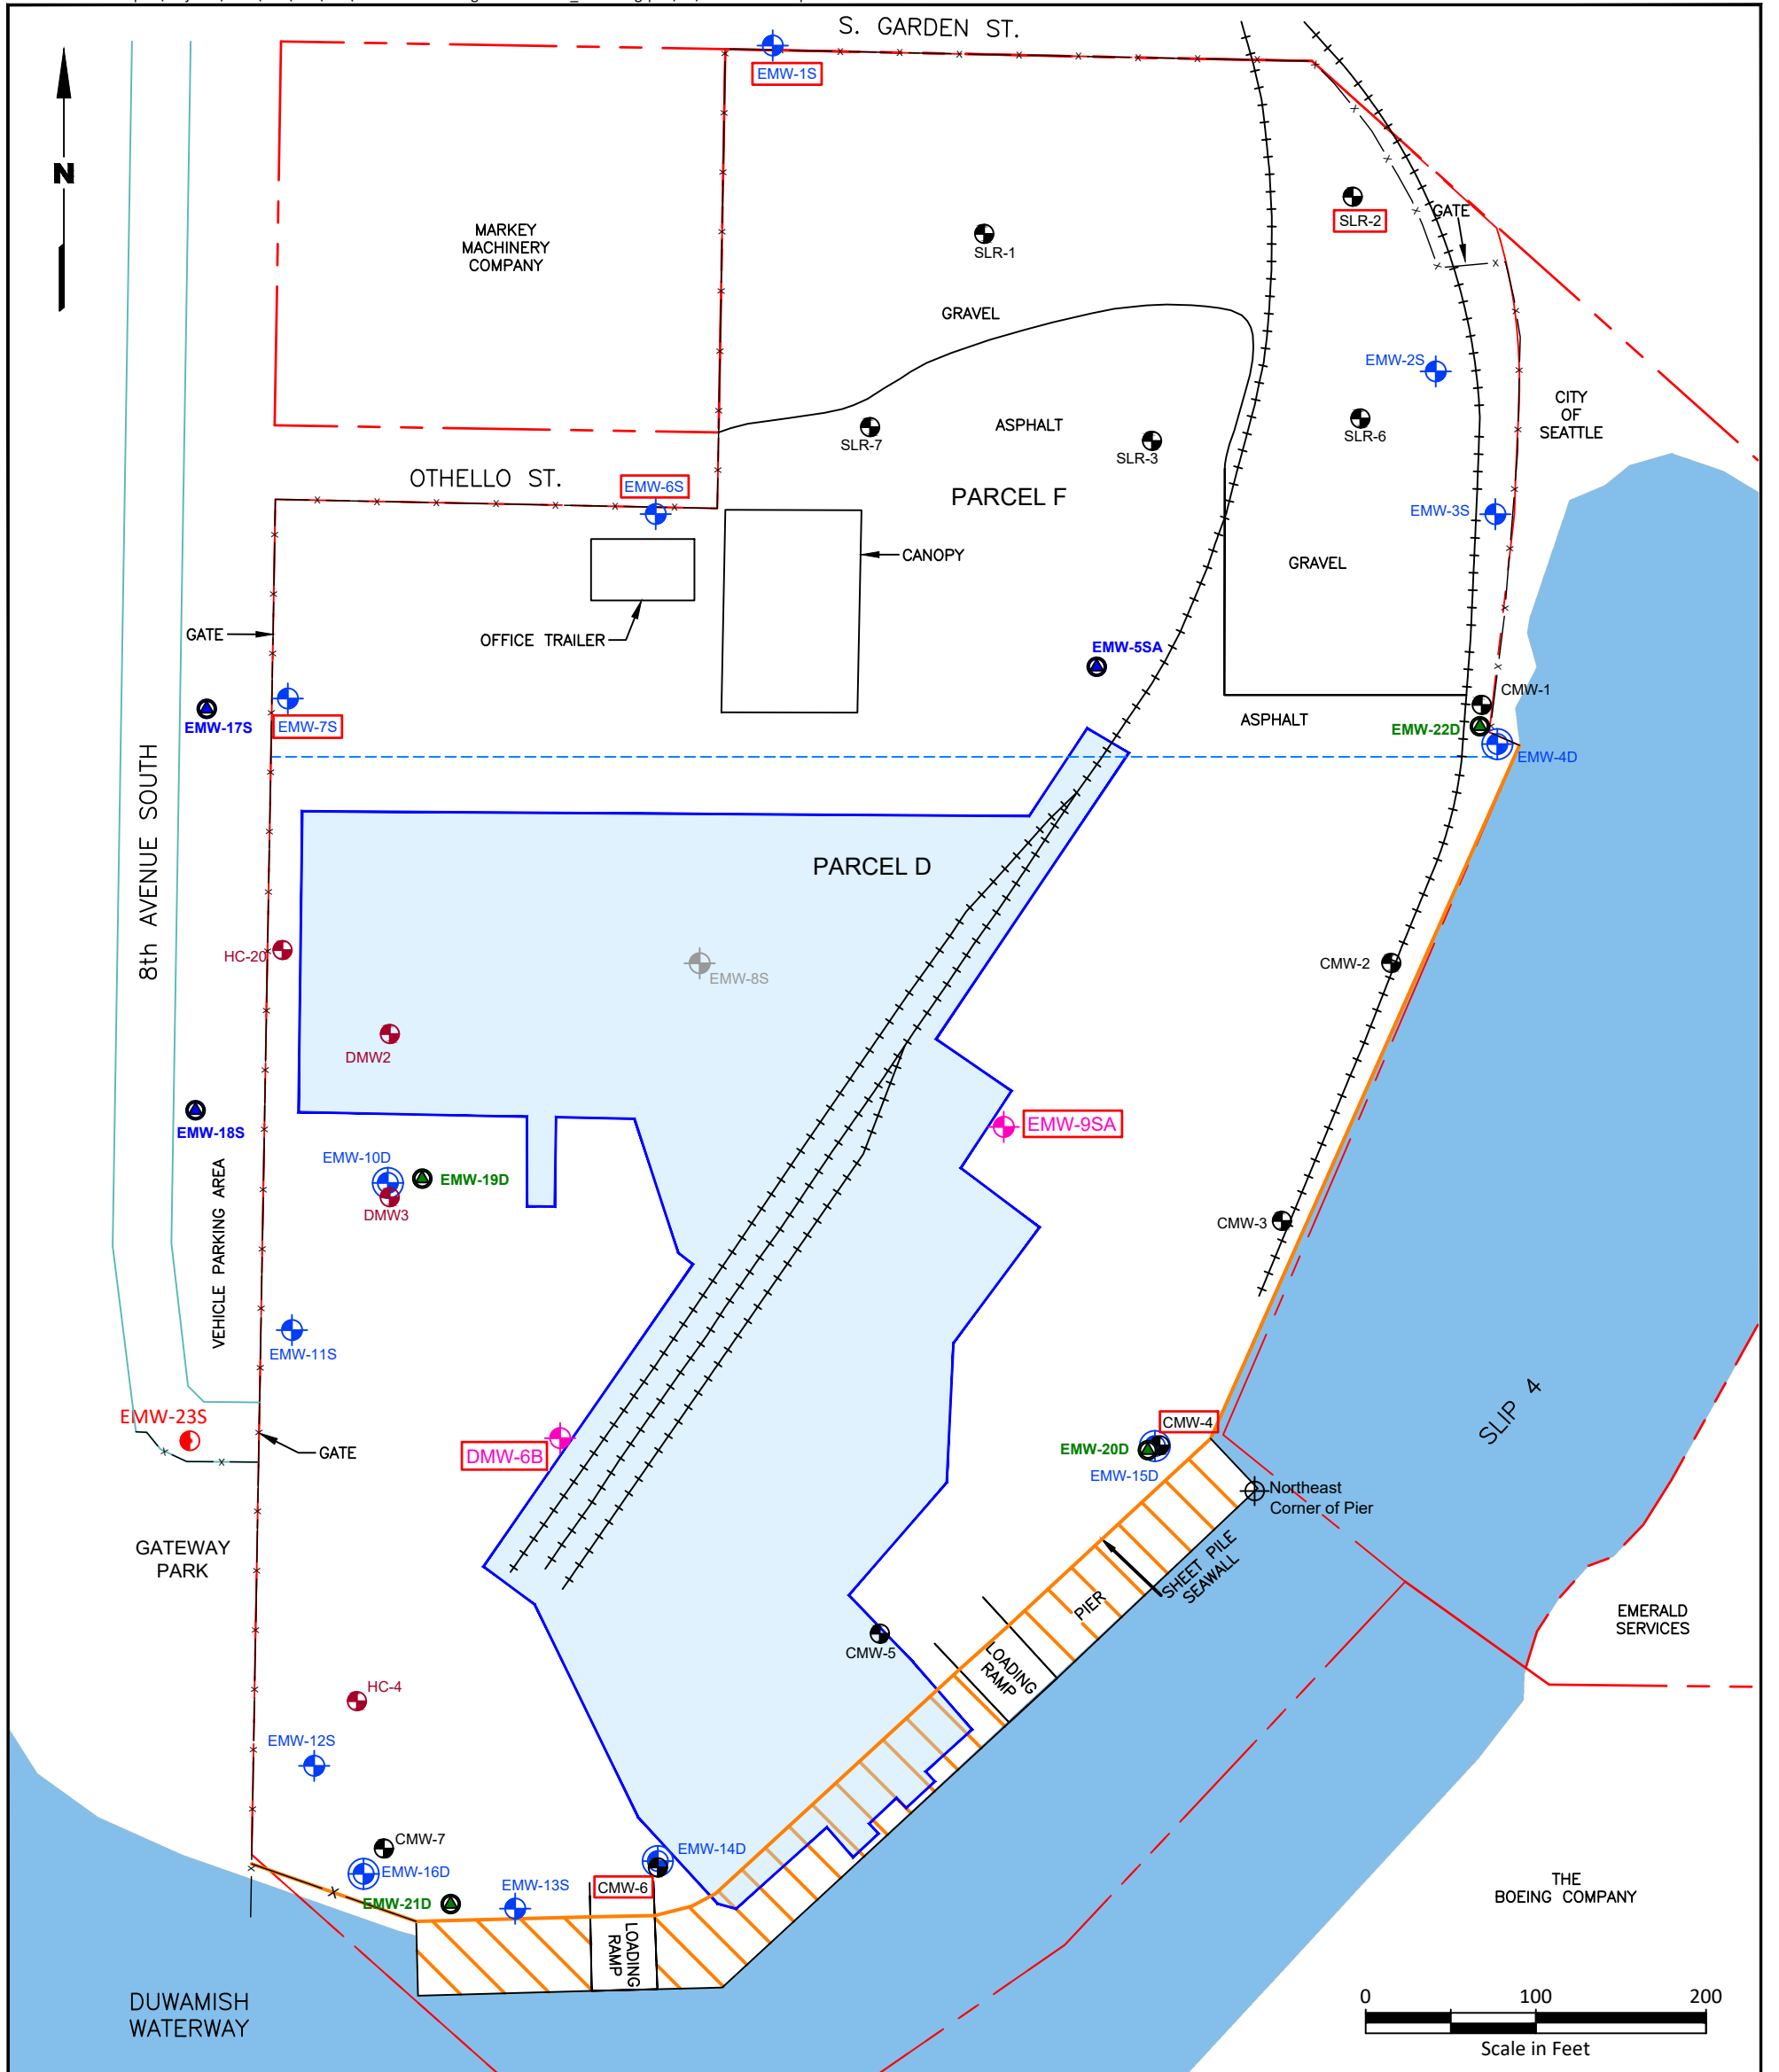 S. GARDEN ST.
EMW-1S
N
MARKEY
MACHINERY
COMPANY
SLR-1
SLR-2
GATE
GRAVEL
EMW-2S
CITY
OF
SEATTLE
SLR-7
ASPHALT
SLR-3
SLR-6
OTHELLO ST.
EMW-6S
PARCEL F
EMW-3S
CANOPY
GRAVEL
GATE
OFFICE TRAILER
EMW-5SA
EMW-17S
EMW-7S
CMW-1
ASPHALT
EMW-22D
EMW-4D
8th AVENUE SOUTH
PARCEL D
HC-20
EMW-8S
CMW-2
DMW2
EMW-18S
EMW-9SA
VEHICLE PARKING AREA
EMW-10D
EMW-19D
DMW3
CMW-3
EMW-11S
SLIP 4
EMW-23S
GATE
DMW-6B
CMW-4
EMW-20D
EMW-15D
Northeast
Corner of Pier
GATEWAY
PARK
SHEET PILE
SEAWALL
PIER
EMERALD
SERVICES
CMW-5
LOADING
RAMP
HC-4
EMW-12S
CMW-7
EMW-14D
EMW-16D
EMW-13S
CMW-6
EMW-21D
THE
BOEING COMPANY
LOADING
RAMP
DUWAMISH
WATERWAY
0 100 200
Scale in Feet